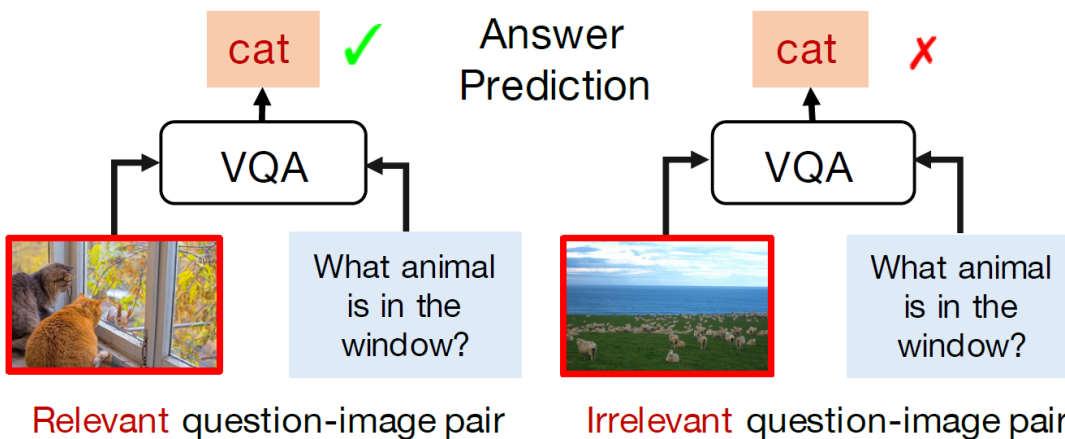 cat
Answer
Prediction
cat
VQA
VQA
What animal
is in the
window?
What animal
is in the
window?
Relevant question-image pair
Irrelevant question-image pair